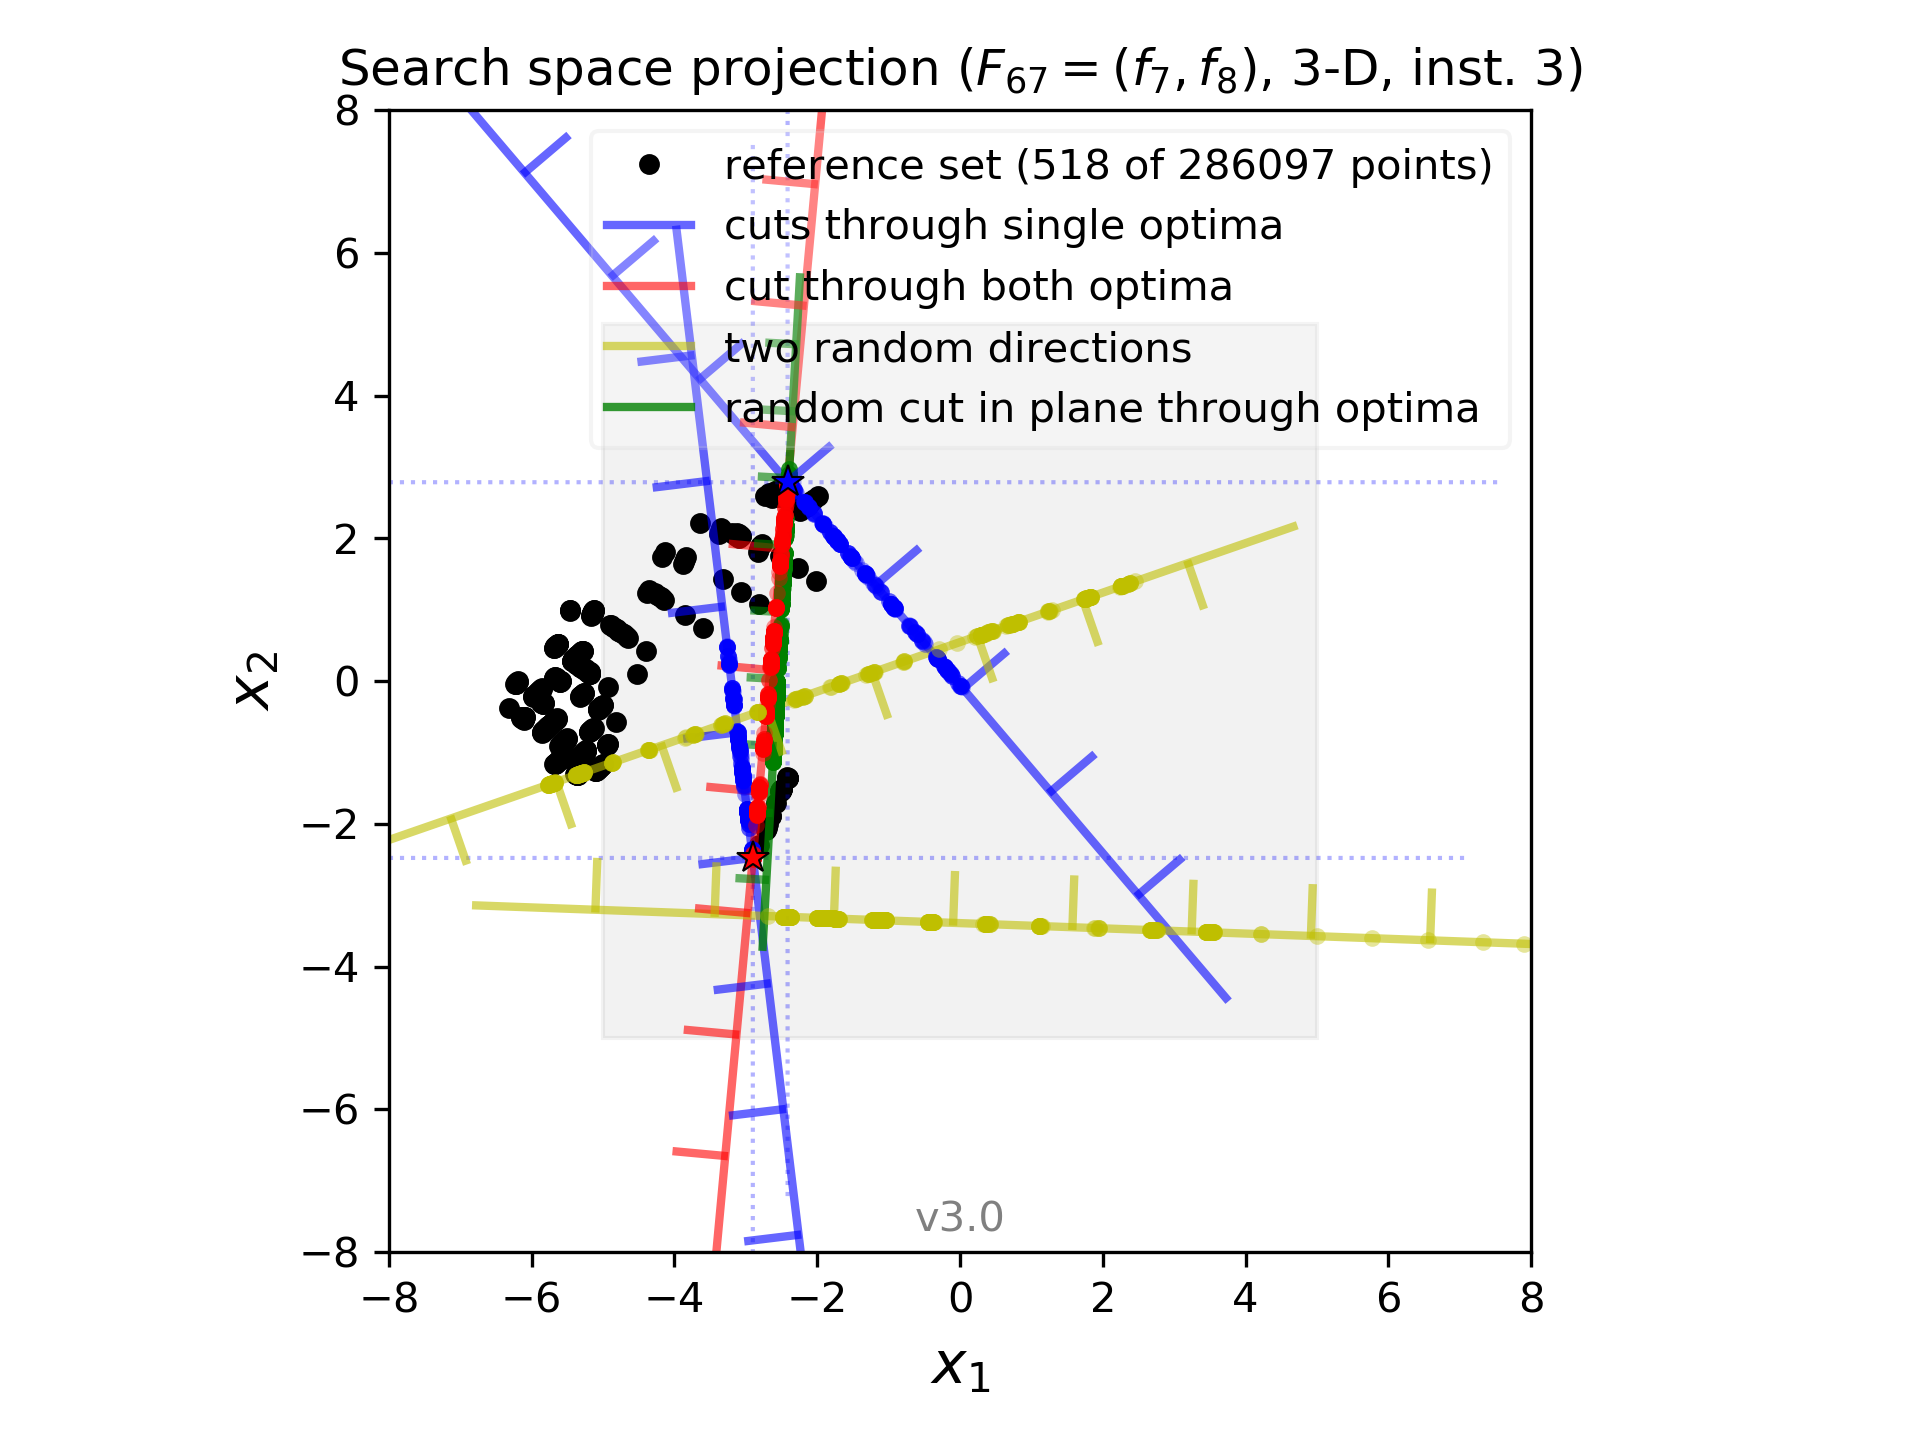 Search space projection (F67 = (f7, f8), 3-D, inst. 3)
8
6
4
2
0
−2
−4
−6
−8
x2
reference set (518 of 286097 points)
cuts through single optima
cut through both optima
two random directions
random cut in plane through optima
v3.0
−8 −6 −4 −2 0 2 4 6 8
x1